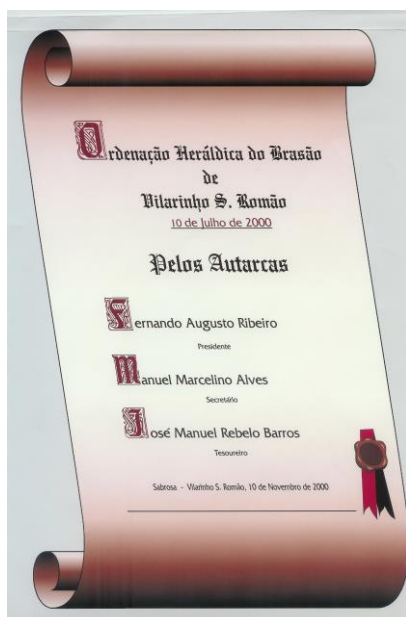 Ordenação Heráldica do Brasão
de
Vilarinho S. Romão
10 de Julho de 2000
Pelos Autarcas
Fernando Augusto Ribeiro
Presidente
Manuel Marcelino Alves
Secretário
José Manuel Rebelo Barros
Tesoureiro
Sabrosa - Vilarinho S. Romão, 10 de Novembro de 2000